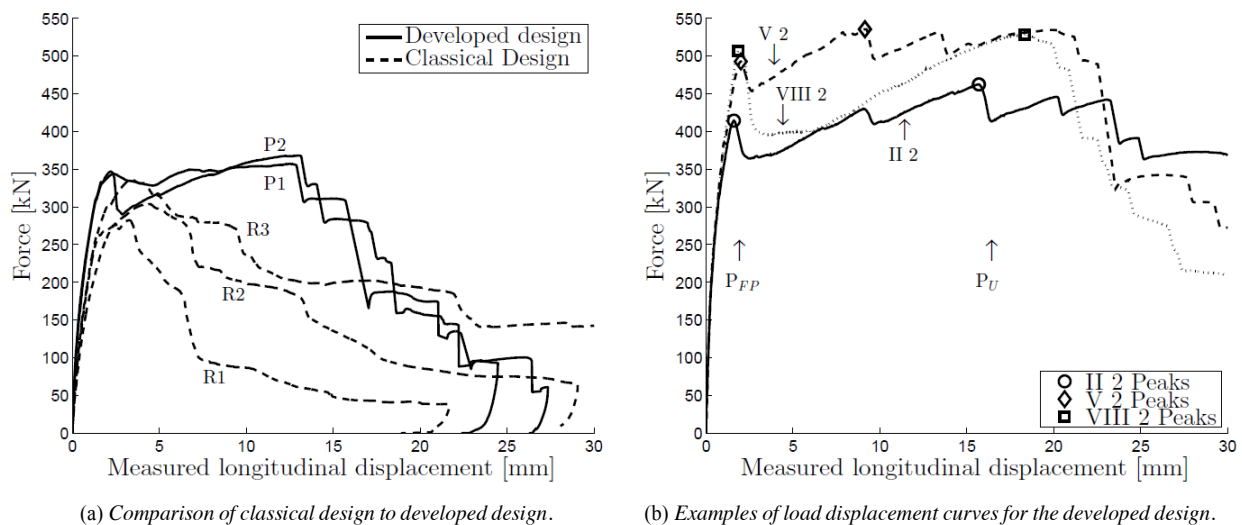 550
500
450
400
350
300
250
200
150
100
50
0
Force [kN]
Developed design
Classical Design
P2
P1
R3
R2
R1
0 5 10 15 20 25 30
Measured longitudinal displacement [mm]
(a) Comparison of classical design to developed design.
550
500
450
400
350
300
250
200
150
100
50
0
Force [kN]
V 2
↓
VIII 2
↓
↑
II 2
↑
P_FP
↑
P_U
II 2 Peaks
V 2 Peaks
VIII 2 Peaks
0 5 10 15 20 25 30
Measured longitudinal displacement [mm]
(b) Examples of load displacement curves for the developed design.